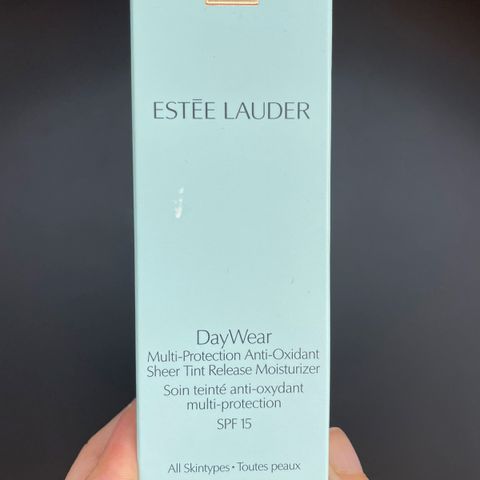 ESTĒE LAUDER
DayWear
Multi-Protection Anti-Oxidant
Sheer Tint Release Moisturizer
Soin teinté anti-oxydant
multi-protection
SPF 15
All Skintypes • Toutes peaux